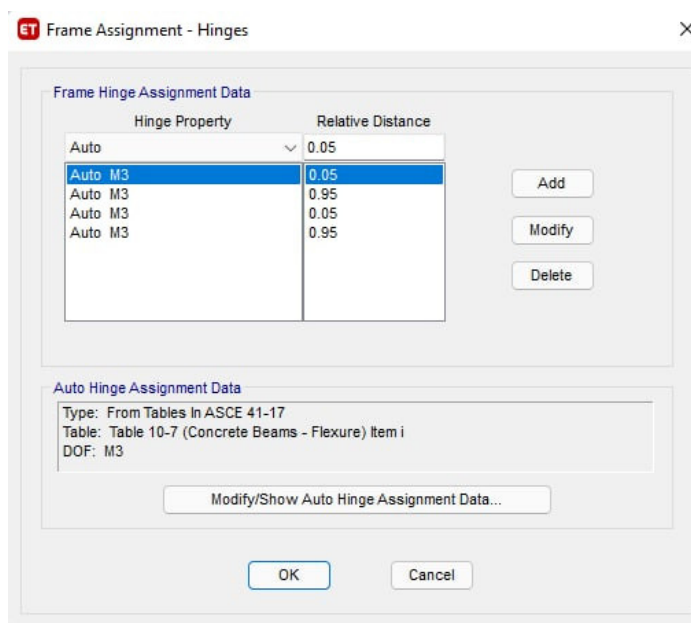 ET Frame Assignment - Hinges
Frame Hinge Assignment Data
Hinge Property Relative Distance
Auto 0.05
Auto M3 0.05
Auto M3 0.95
Auto M3 0.05
Auto M3 0.95
Add
Modify
Delete
Auto Hinge Assignment Data
Type: From Tables In ASCE 41-17
Table: Table 10-7 (Concrete Beams - Flexure) Item i
DOF: M3
Modify/Show Auto Hinge Assignment Data...
OK Cancel